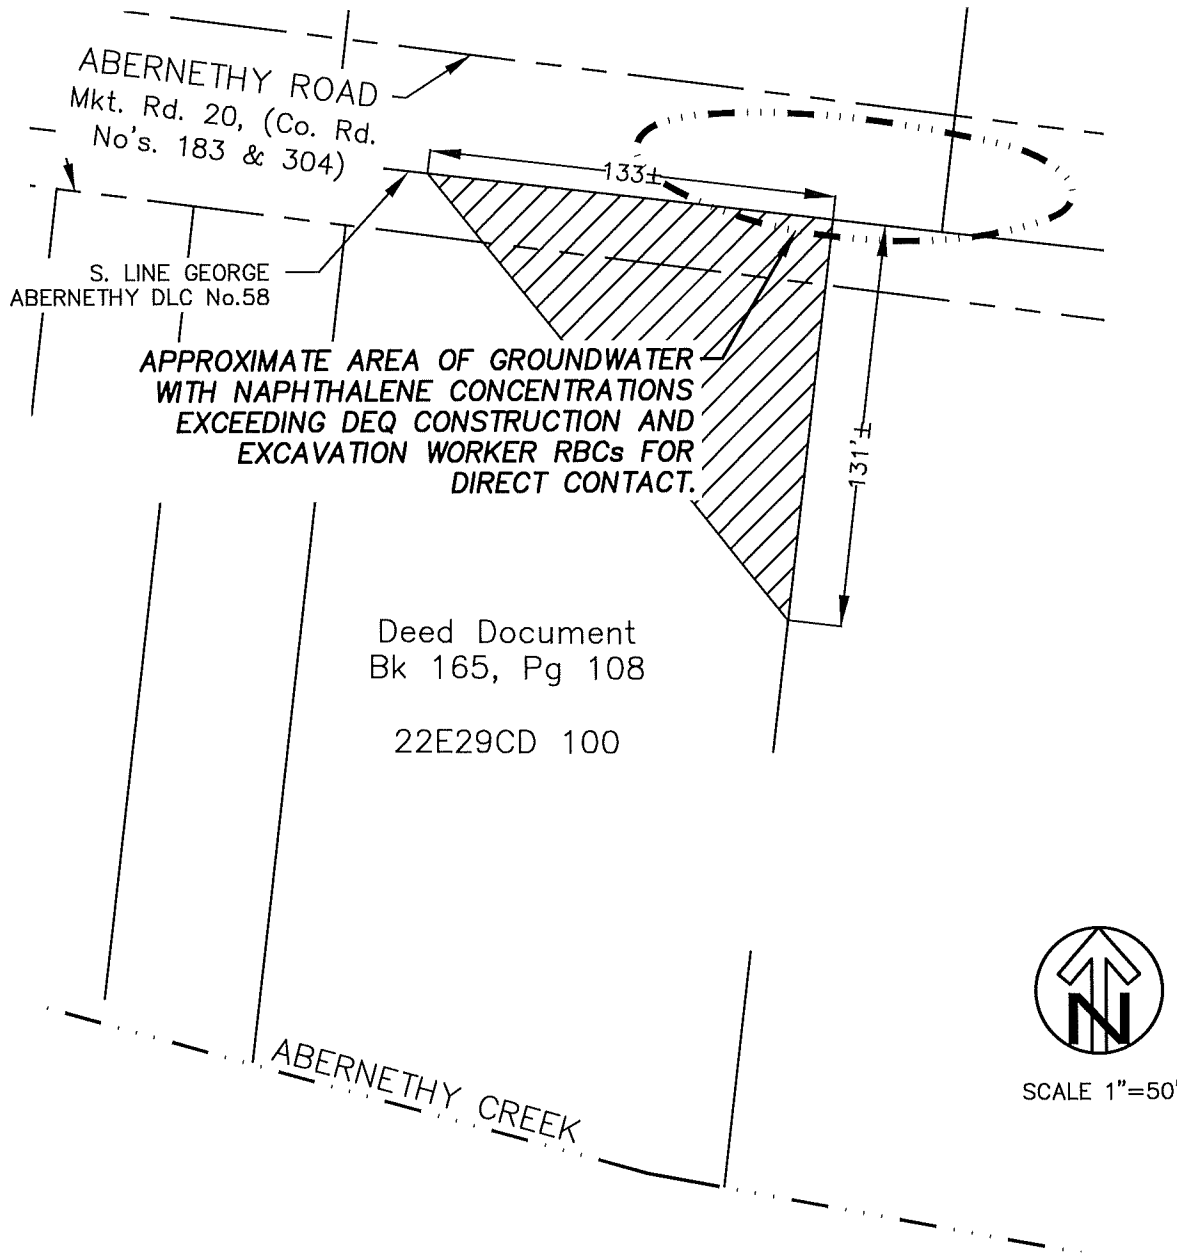 ABERNETHY ROAD
Mkt. Rd. 20, (Co. Rd.
No's. 183 & 304)
133±
S. LINE GEORGE
ABERNETHY DLC No.58
APPROXIMATE AREA OF GROUNDWATER
WITH NAPHTHALENE CONCENTRATIONS
EXCEEDING DEQ CONSTRUCTION AND
EXCAVATION WORKER RBCs FOR
DIRECT CONTACT.
131'±
Deed Document
Bk 165, Pg 108
22E29CD 100
N
SCALE 1"=50'
ABERNETHY CREEK